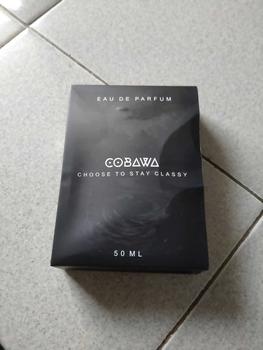 EAU DE PARFUM
COBAWA
CHOOSE TO STAY CLASSY
50 ML